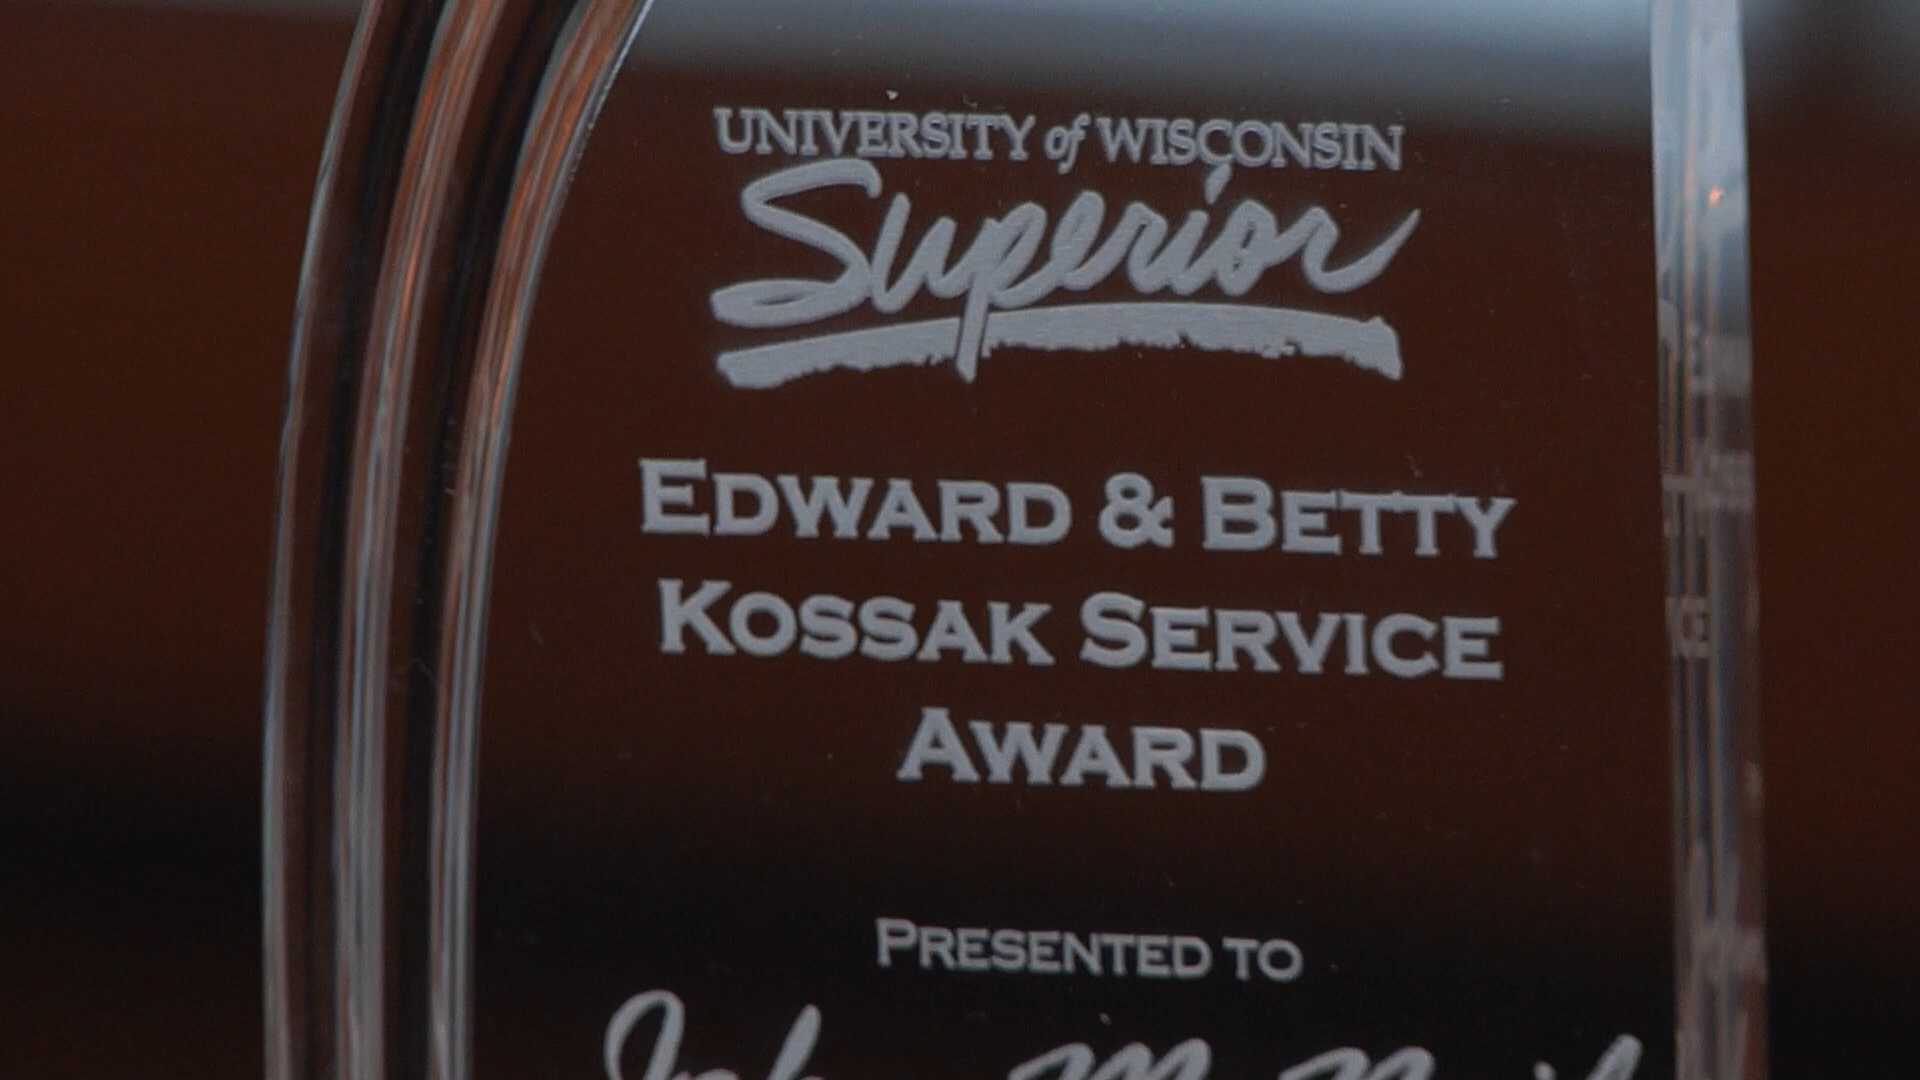 UNIVERSITY of WISCONSIN
Superior
EDWARD & BETTY
KOSSAK SERVICE
AWARD
PRESENTED TO